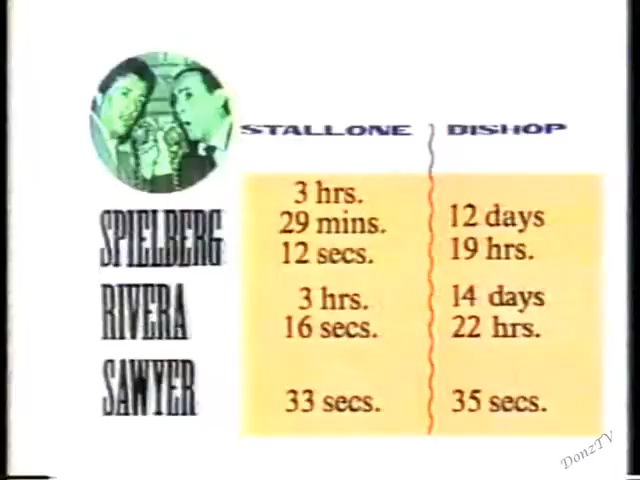 STALLONE BISHOP
SPIELBERG
3 hrs.
29 mins.
12 secs.
12 days
19 hrs.
RIVERA
3 hrs.
16 secs.
14 days
22 hrs.
SAWYER
33 secs.
35 secs.
DonzTV